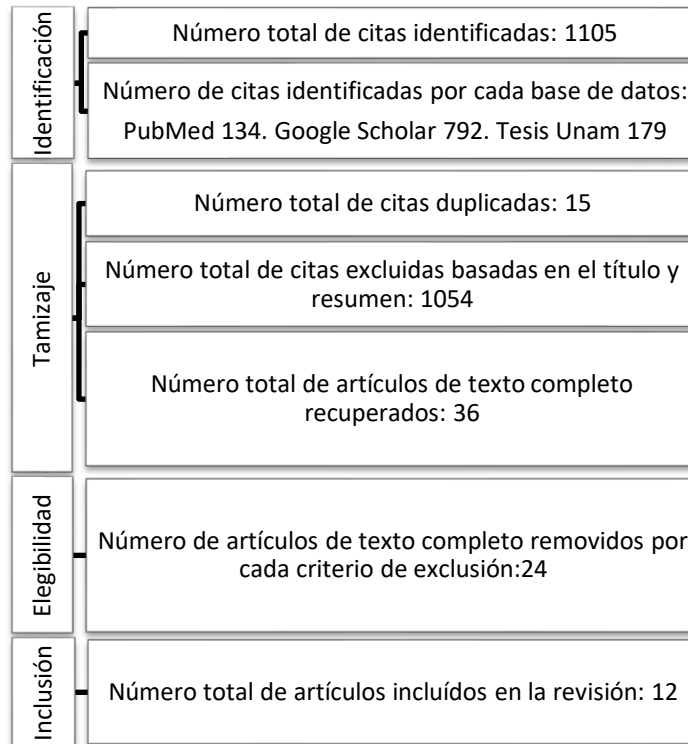 Identificación
Número total de citas identificadas: 1105
Número de citas identificadas por cada base de datos:
PubMed 134. Google Scholar 792. Tesis Unam 179
Tamizaje
Número total de citas duplicadas: 15
Número total de citas excluidas basadas en el título y
resumen: 1054
Número total de artículos de texto completo
recuperados: 36
Elegibilidad
Número de artículos de texto completo removidos por
cada criterio de exclusión:24
Inclusión
Número total de artículos incluídos en la revisión: 12